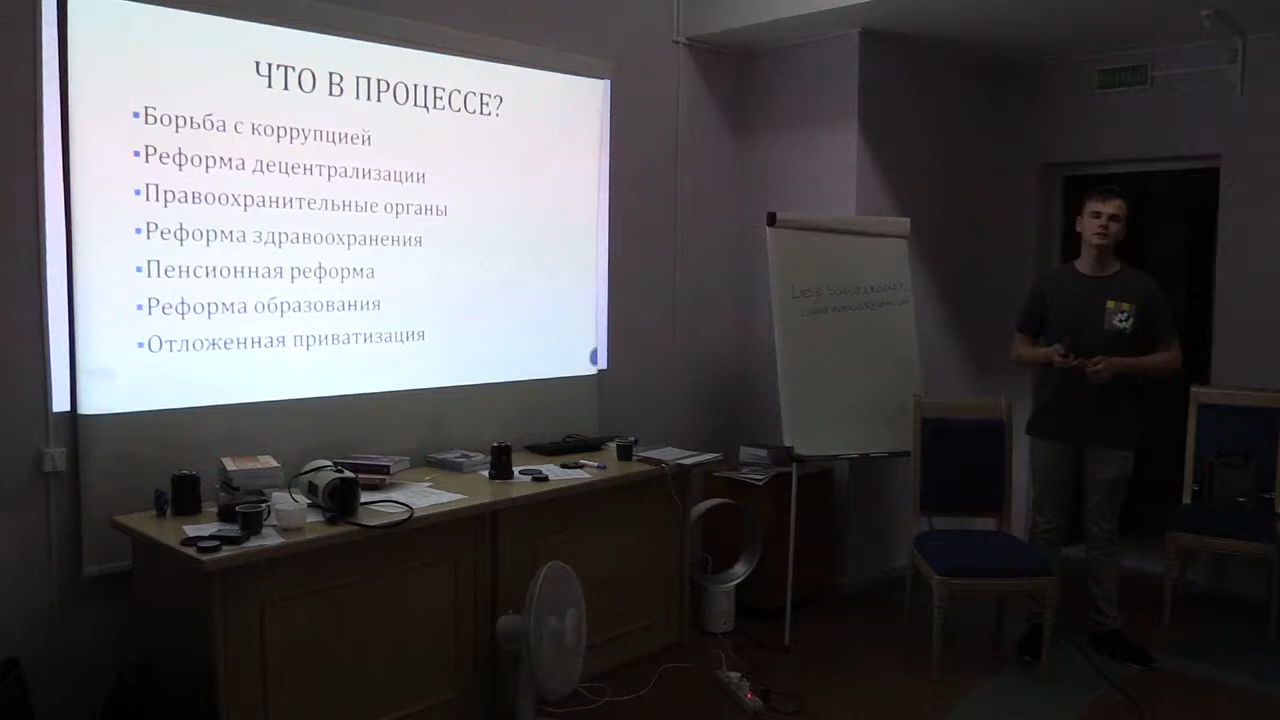 ЧТО В ПРОЦЕССЕ?
▪Борьба с коррупцией
▪Реформа децентрализации
▪Правоохранительные органы
▪Реформа здравоохранения
▪Пенсионная реформа
▪Реформа образования
▪Отложенная приватизация